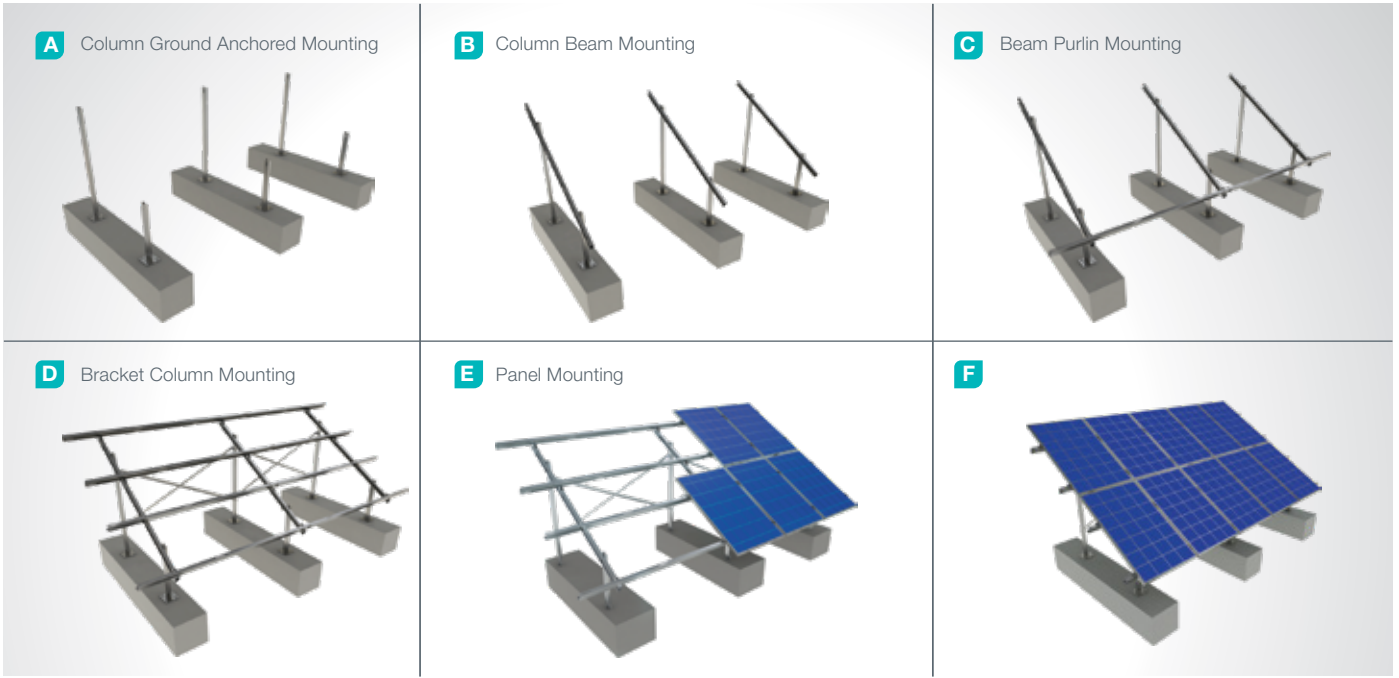 A Column Ground Anchored Mounting
B Column Beam Mounting
C Beam Purlin Mounting
D Bracket Column Mounting
E Panel Mounting
F